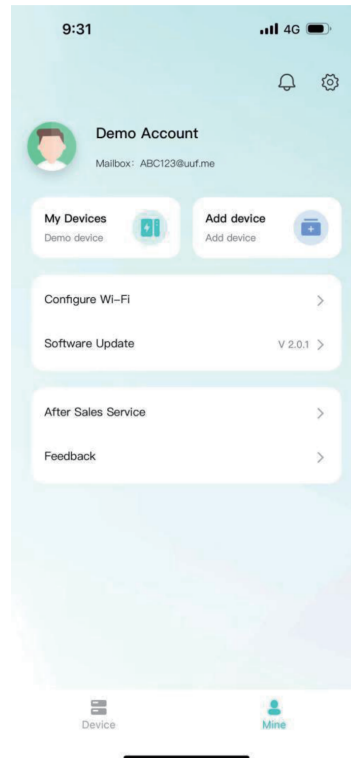 9:31
4G
Demo Account
Mailbox: ABC123@uuf.me
My Devices
Demo device
Add device
Add device
Configure Wi-Fi
Software Update
V 2.0.1
After Sales Service
Feedback
Device
Mine